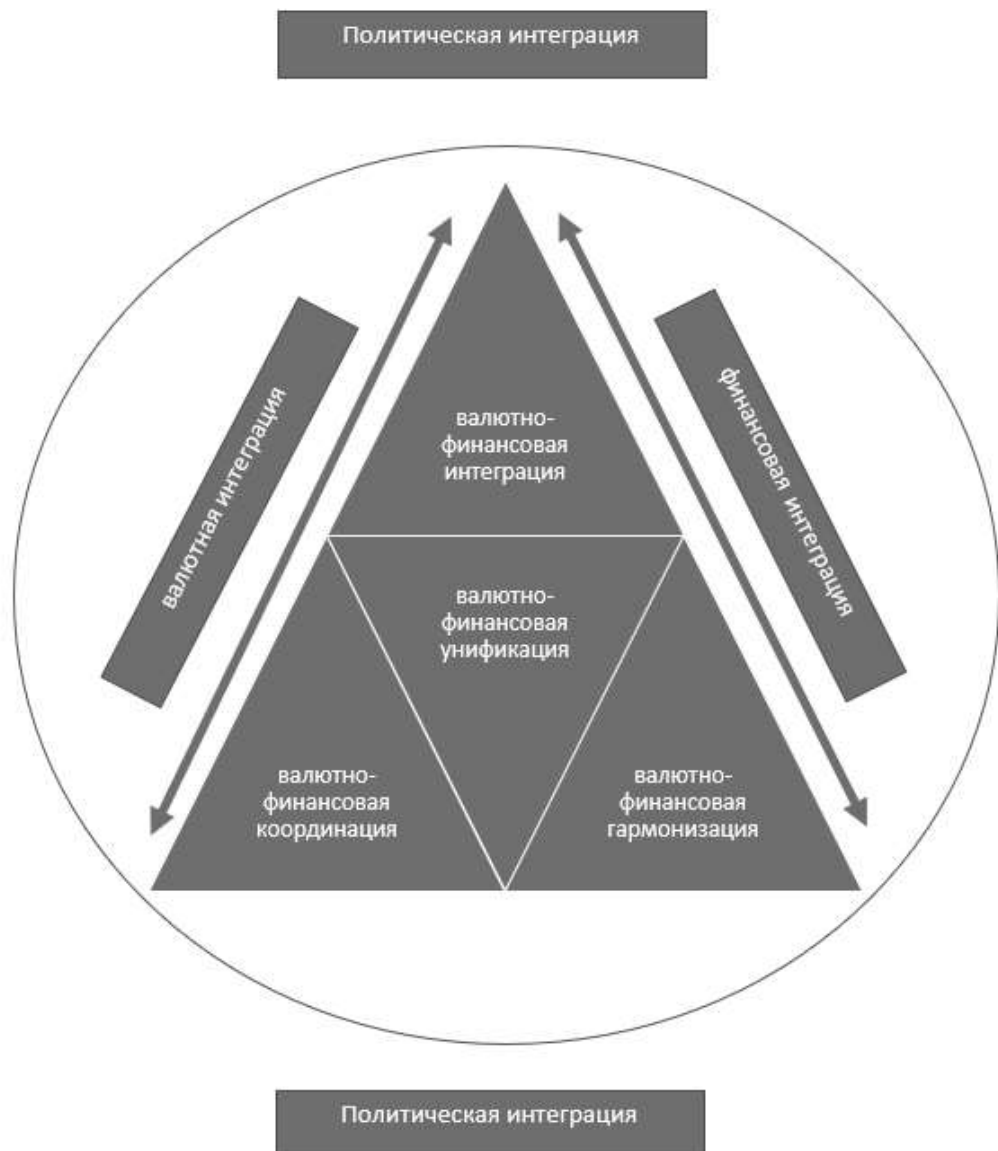 Политическая интеграция
валютная интеграция
финансовая интеграция
валютно-
финансовая
интеграция
валютно-
финансовая
унификация
валютно-
финансовая
координация
валютно-
финансовая
гармонизация
Политическая интеграция